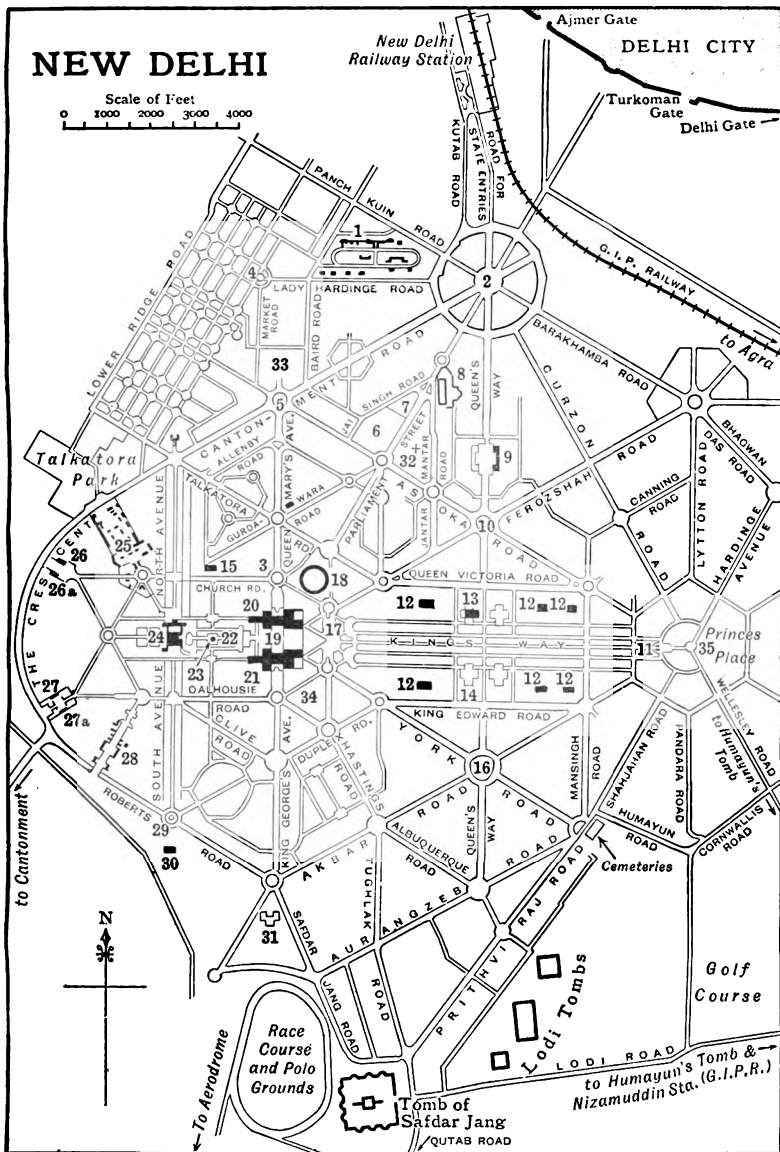 NEW DELHI
Scale of Feet
0 1000 2000 3000 4000
New Delhi
Railway Station
Ajmer Gate
DELHI CITY
Turkoman
Gate
Delhi Gate
KUTAB ROAD
ROAD FOR
STATE ENTRIES
PANCH KUIN ROAD
G.I.P. RAILWAY
to Agra
1
2
4
LADY HARDINGE ROAD
MARKET
ROAD
BAIRD ROAD
LOWER RIDGE ROAD
33
5
CANTONMENT ROAD
BARAKHAMBA ROAD
CURZON ROAD
QUEEN'S
WAY
8
JAI SINGH ROAD
7
6
PARLIAMENT STREET
32
JANTAR
MANTAR
ROAD
9
FEROZSHAH ROAD
BHAGWAN
DAS ROAD
CANNING
ROAD
LYTTON ROAD
HARDINGE
AVENUE
ALLENBY
ROAD
Talkatora
Park
TALKATORA
QUEEN MARY'S AVE.
GURDA-
WARA
ROAD
RD.
ASOKA ROAD
10
THE CRESCENT
NORTH AVENUE
25
26
26a
15
3
18
CHURCH RD.
QUEEN VICTORIA ROAD
20
12
13
12
12
24
22
19
17
KINGS WAY
11
35
Princes
Place
23
21
12
14
12
12
27
27a
DALHOUSIE
ROAD
34
KING EDWARD ROAD
SOUTH AVENUE
CLIVE
ROAD
KING GEORGE'S AVE.
DUPLEX RD.
HASTINGS
ROAD
YORK ROAD
16
MANSINGH
ROAD
SHAHJAHAN ROAD
PANDARA ROAD
WELLESLEY ROAD
to Humayun's
Tomb
28
29
ROBERTS ROAD
30
to Cantonment
AKBAR ROAD
ALBUQUERQUE
ROAD
QUEEN'S
WAY
HUMAYUN
ROAD
CORNWALLIS
ROAD
Cemeteries
TUGHLAK
ROAD
AURANGZEB ROAD
PRITHVI RAJ ROAD
N
31
SAFDAR
JANG ROAD
Race
Course
and Polo
Grounds
To Aerodrome
Lodi Tombs
Golf
Course
LODI ROAD
to Humayun's Tomb &
Nizamuddin Sta. (G.I.P.R.)
Tomb of
Safdar Jang
QUTAB ROAD